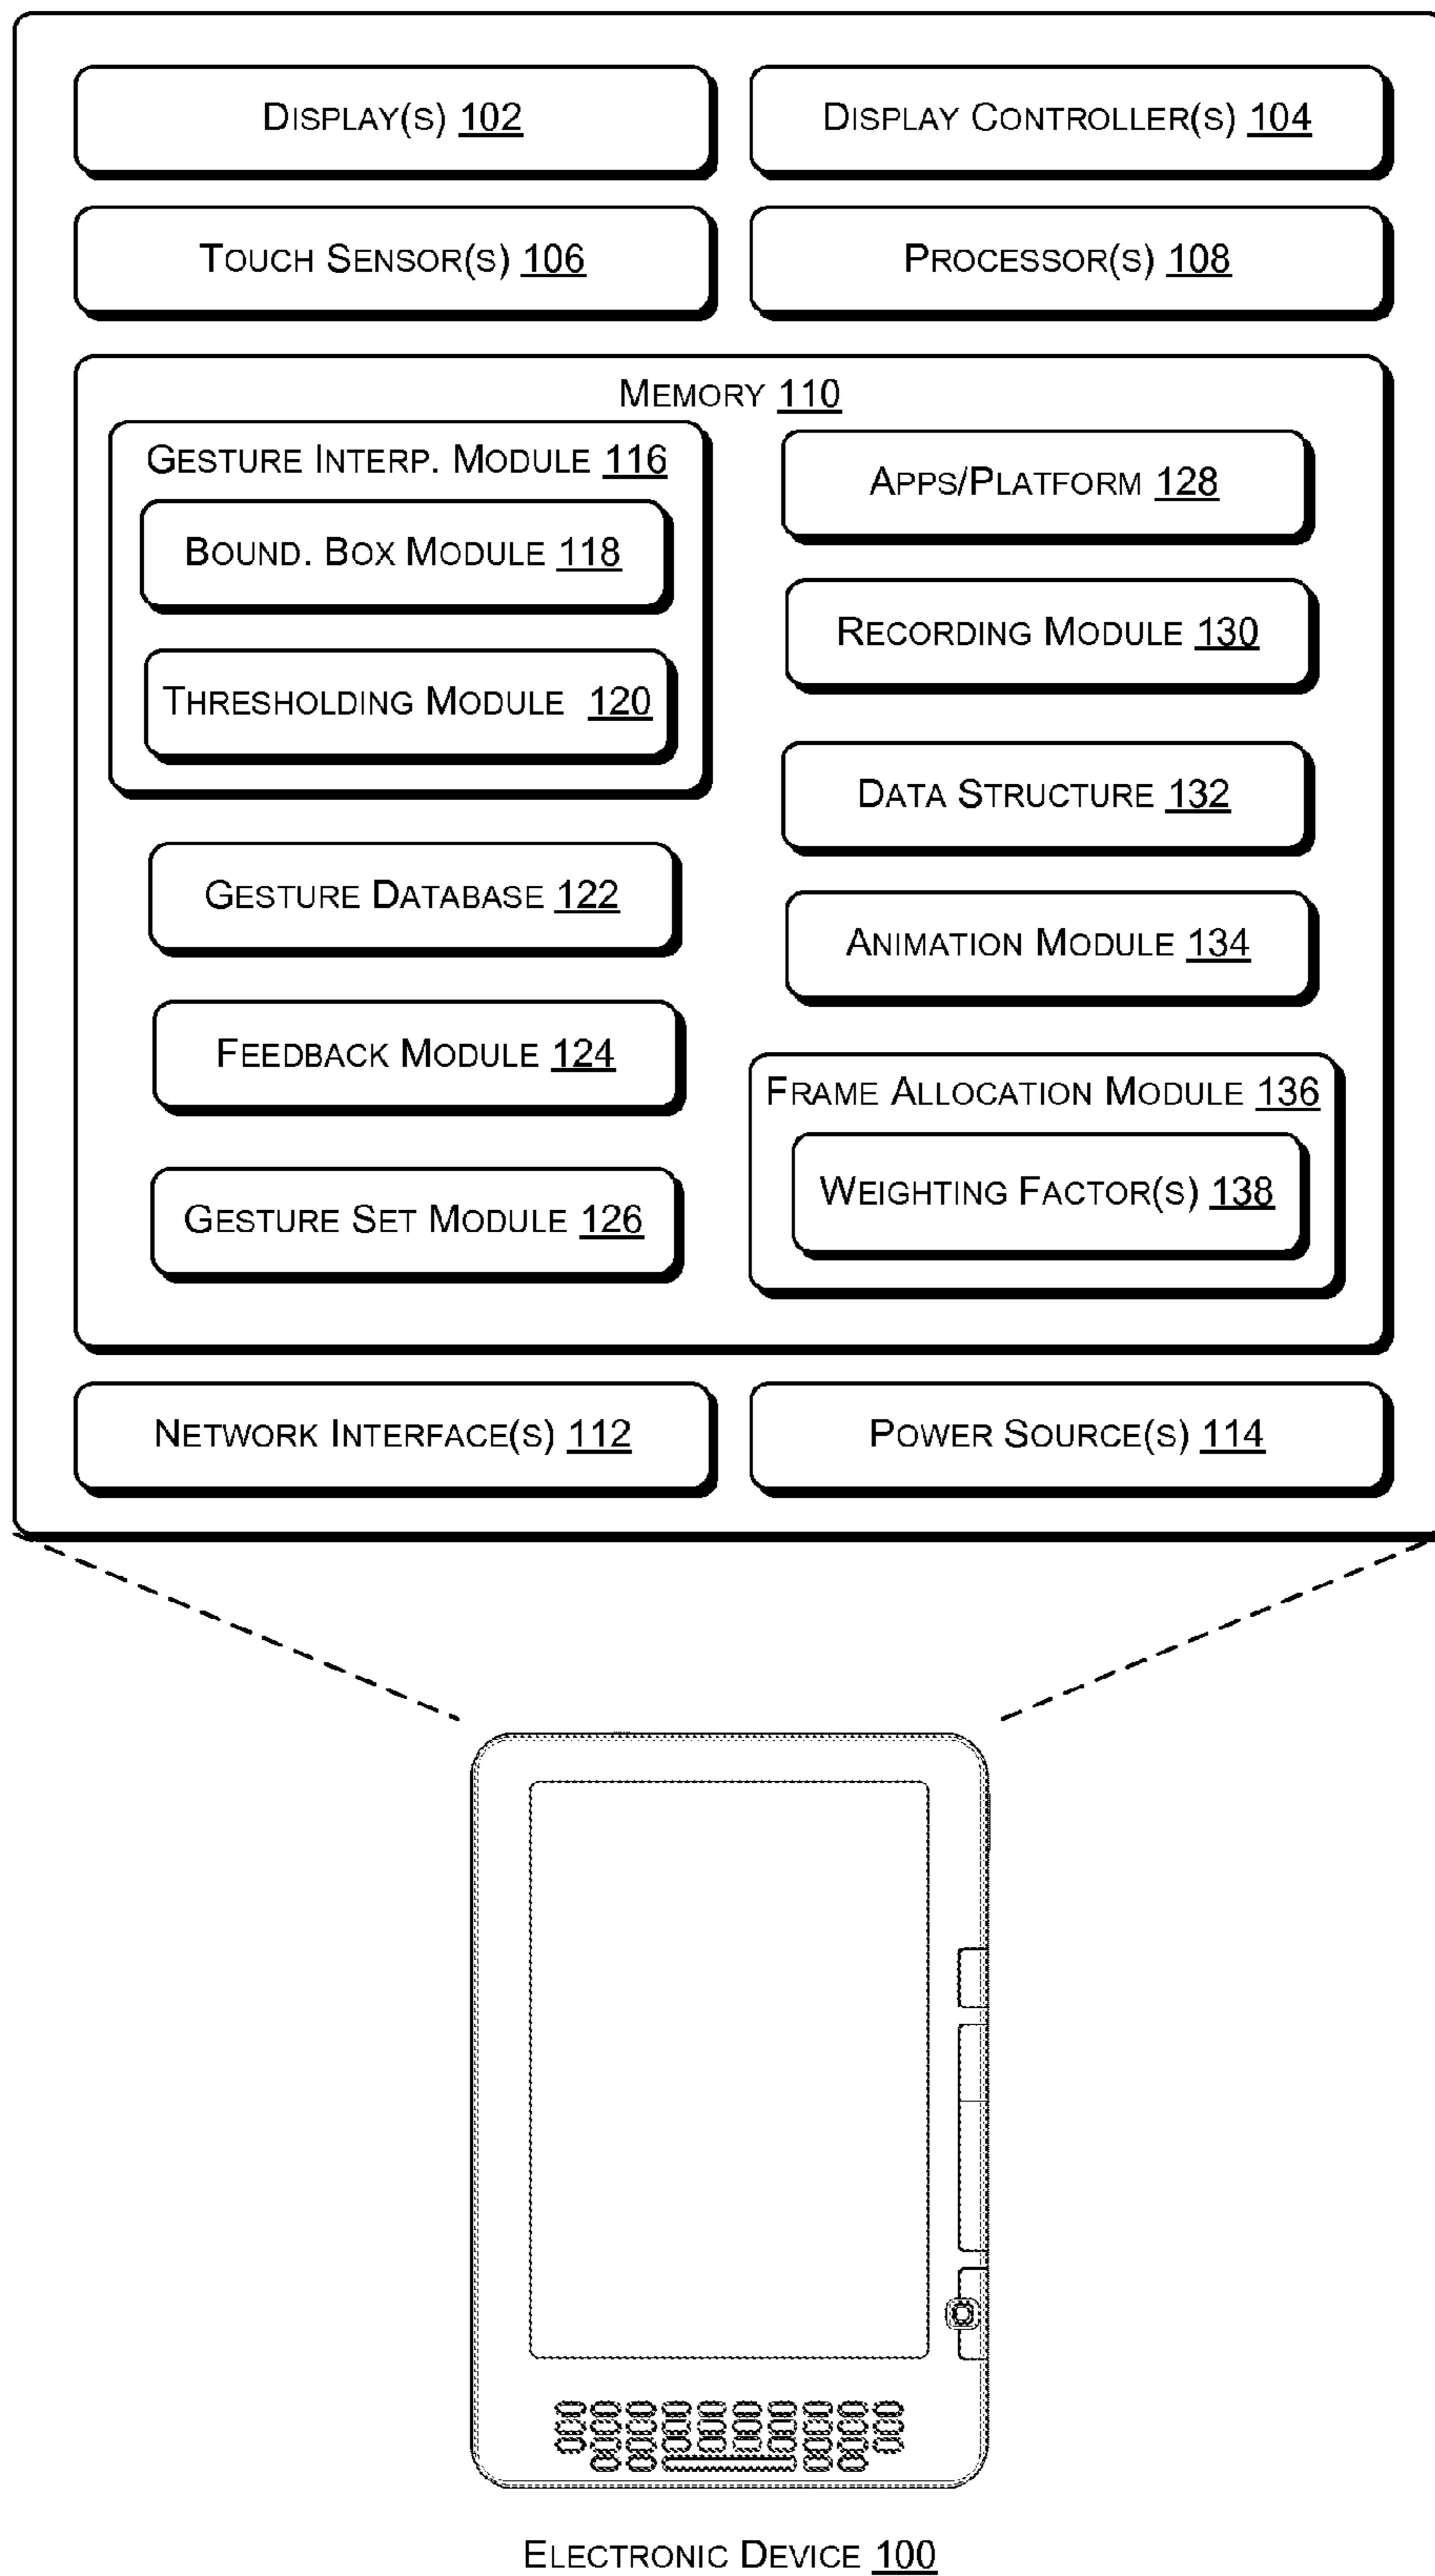 DISPLAY(S) 102
DISPLAY CONTROLLER(S) 104
TOUCH SENSOR(S) 106
PROCESSOR(S) 108
MEMORY 110
GESTURE INTERP. MODULE 116
BOUND. BOX MODULE 118
THRESHOLDING MODULE 120
GESTURE DATABASE 122
FEEDBACK MODULE 124
GESTURE SET MODULE 126
APPS/PLATFORM 128
RECORDING MODULE 130
DATA STRUCTURE 132
ANIMATION MODULE 134
FRAME ALLOCATION MODULE 136
WEIGHTING FACTOR(S) 138
NETWORK INTERFACE(S) 112
POWER SOURCE(S) 114
ELECTRONIC DEVICE 100